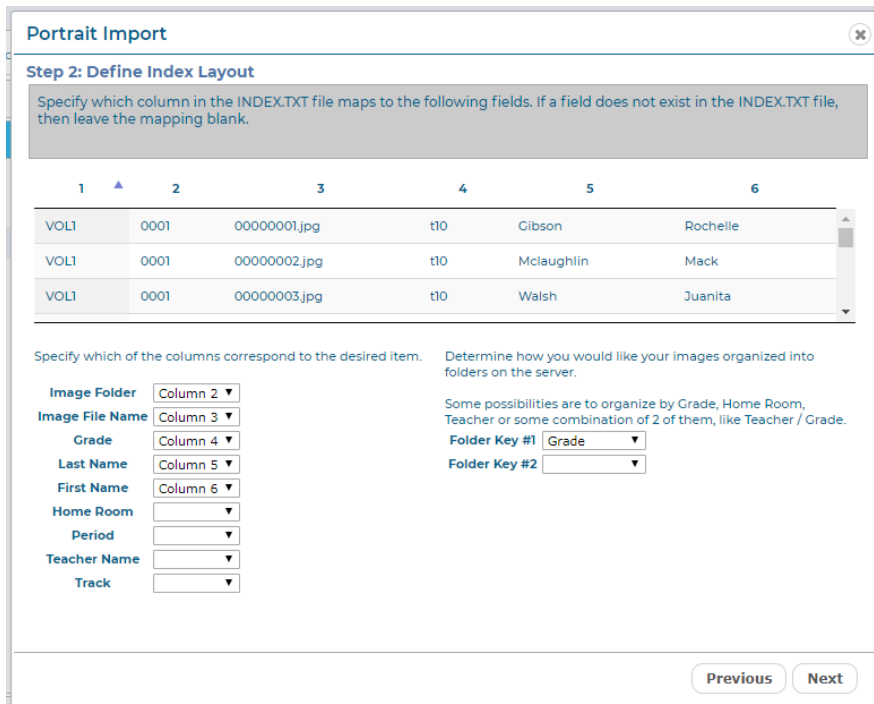 Portrait Import
Step 2: Define Index Layout
Specify which column in the INDEX.TXT file maps to the following fields. If a field does not exist in the INDEX.TXT file,
then leave the mapping blank.
1 2 3 4 5 6
VOL1 0001 00000001.jpg t10 Gibson Rochelle
VOL1 0001 00000002.jpg t10 Mclaughlin Mack
VOL1 0001 00000003.jpg t10 Walsh Juanita
Specify which of the columns correspond to the desired item.
Image Folder Column 2
Image File Name Column 3
Grade Column 4
Last Name Column 5
First Name Column 6
Home Room
Period
Teacher Name
Track
Determine how you would like your images organized into
folders on the server.
Some possibilities are to organize by Grade, Home Room,
Teacher or some combination of 2 of them, like Teacher / Grade.
Folder Key #1 Grade
Folder Key #2
Previous Next